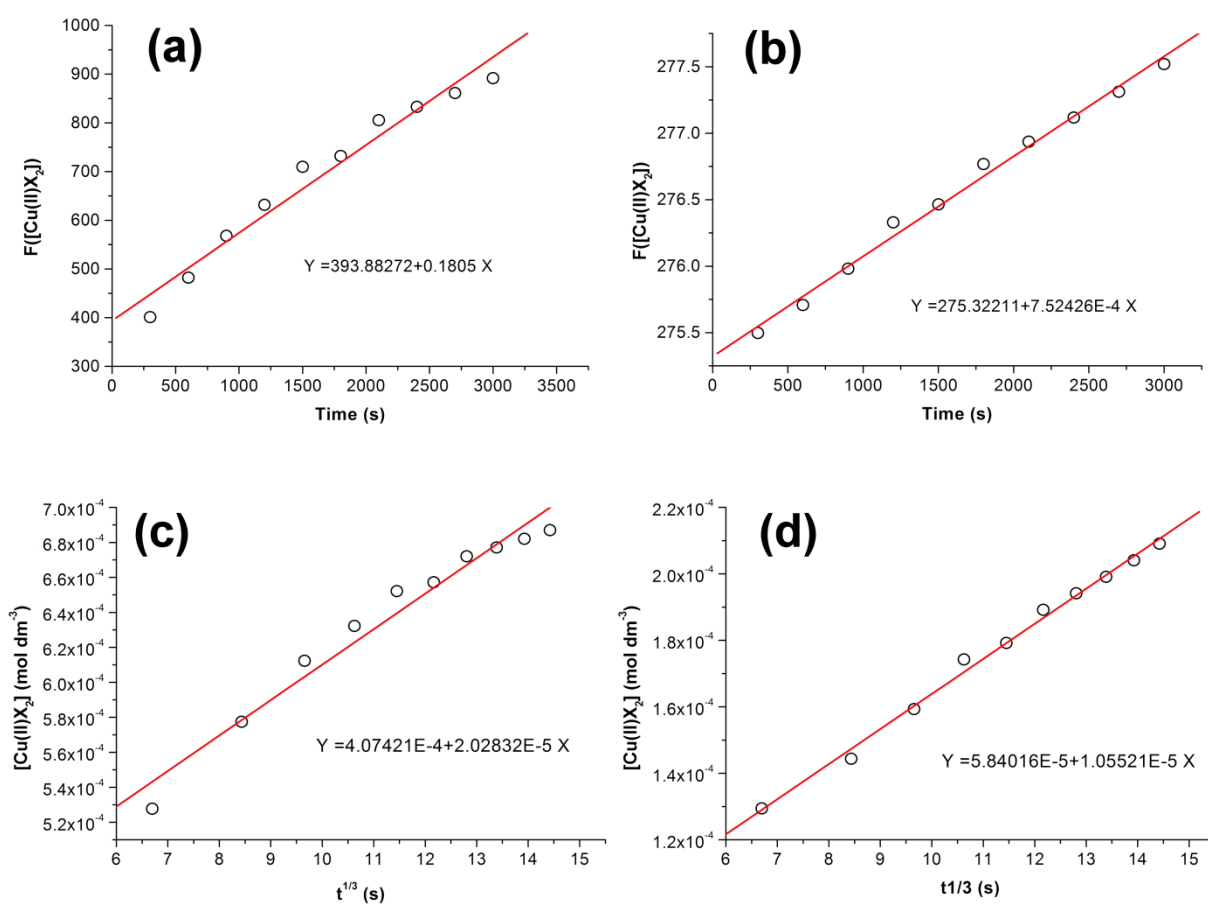 (a)
F([Cu(II)X₂])
1000
900
800
700
600
500
400
300
Y =393.88272+0.1805 X
0 500 1000 1500 2000 2500 3000 3500
Time (s)
(b)
F([Cu(II)X₂])
277.5
277.0
276.5
276.0
275.5
Y =275.32211+7.52426E-4 X
0 500 1000 1500 2000 2500 3000
Time (s)
(c)
[Cu(II)X₂] (mol dm⁻³)
7.0x10⁻⁴
6.8x10⁻⁴
6.6x10⁻⁴
6.4x10⁻⁴
6.2x10⁻⁴
6.0x10⁻⁴
5.8x10⁻⁴
5.6x10⁻⁴
5.4x10⁻⁴
5.2x10⁻⁴
Y =4.07421E-4+2.02832E-5 X
6 7 8 9 10 11 12 13 14 15
t¹ᐟ³ (s)
(d)
[Cu(II)X₂] (mol dm⁻³)
2.2x10⁻⁴
2.0x10⁻⁴
1.8x10⁻⁴
1.6x10⁻⁴
1.4x10⁻⁴
1.2x10⁻⁴
Y =5.84016E-5+1.05521E-5 X
6 7 8 9 10 11 12 13 14 15
t1/3 (s)